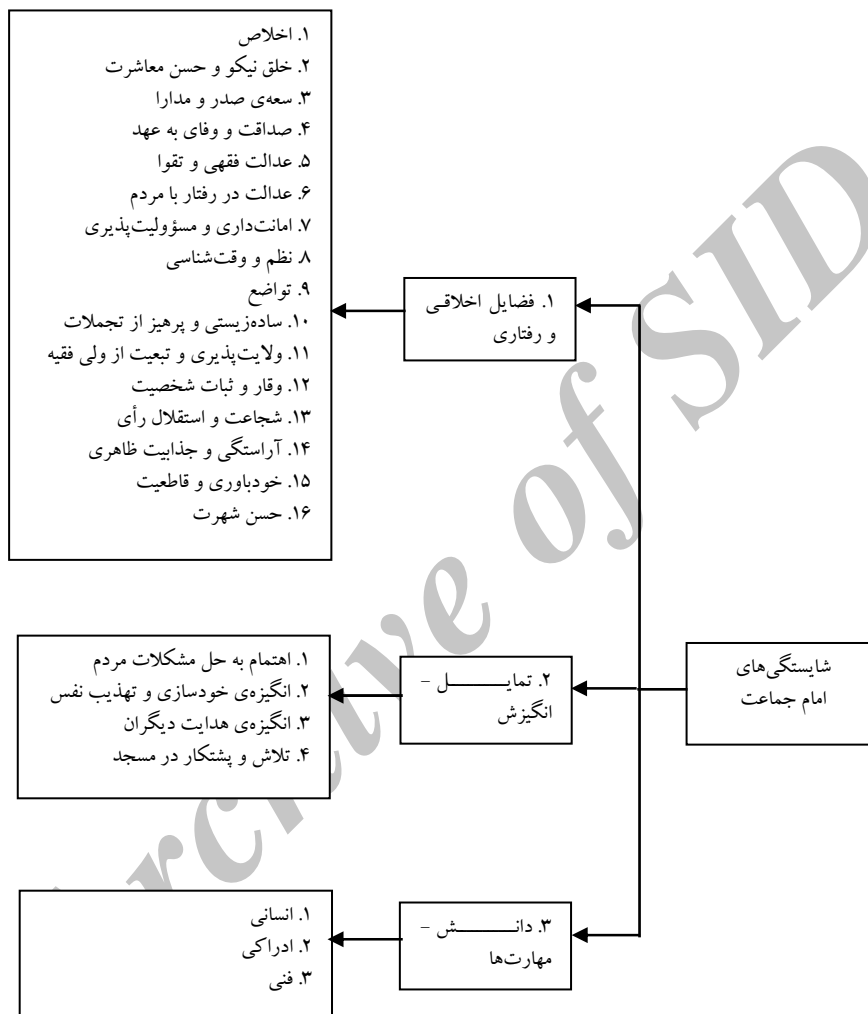 شایستگی‌های
امام جماعت
۱. فضایل اخلاقی
و رفتاری
۱. اخلاص
۲. خلق نیکو و حسن معاشرت
۳. سعه‌ی صدر و مدارا
۴. صداقت و وفای به عهد
۵. عدالت فقهی و تقوا
۶. عدالت در رفتار با مردم
۷. امانت‌داری و مسؤولیت‌پذیری
۸. نظم و وقت‌شناسی
۹. تواضع
۱۰. ساده‌زیستی و پرهیز از تجملات
۱۱. ولایت‌پذیری و تبعیت از ولی فقیه
۱۲. وقار و ثبات شخصیت
۱۳. شجاعت و استقلال رأی
۱۴. آراستگی و جذابیت ظاهری
۱۵. خودباوری و قاطعیت
۱۶. حسن شهرت
۲. تمایـــــــل -
انگیزش
۱. اهتمام به حل مشکلات مردم
۲. انگیزه‌ی خودسازی و تهذیب نفس
۳. انگیزه‌ی هدایت دیگران
۴. تلاش و پشتکار در مسجد
۳. دانـــــــش -
مهارت‌ها
۱. انسانی
۲. ادراکی
۳. فنی
Archive of SID